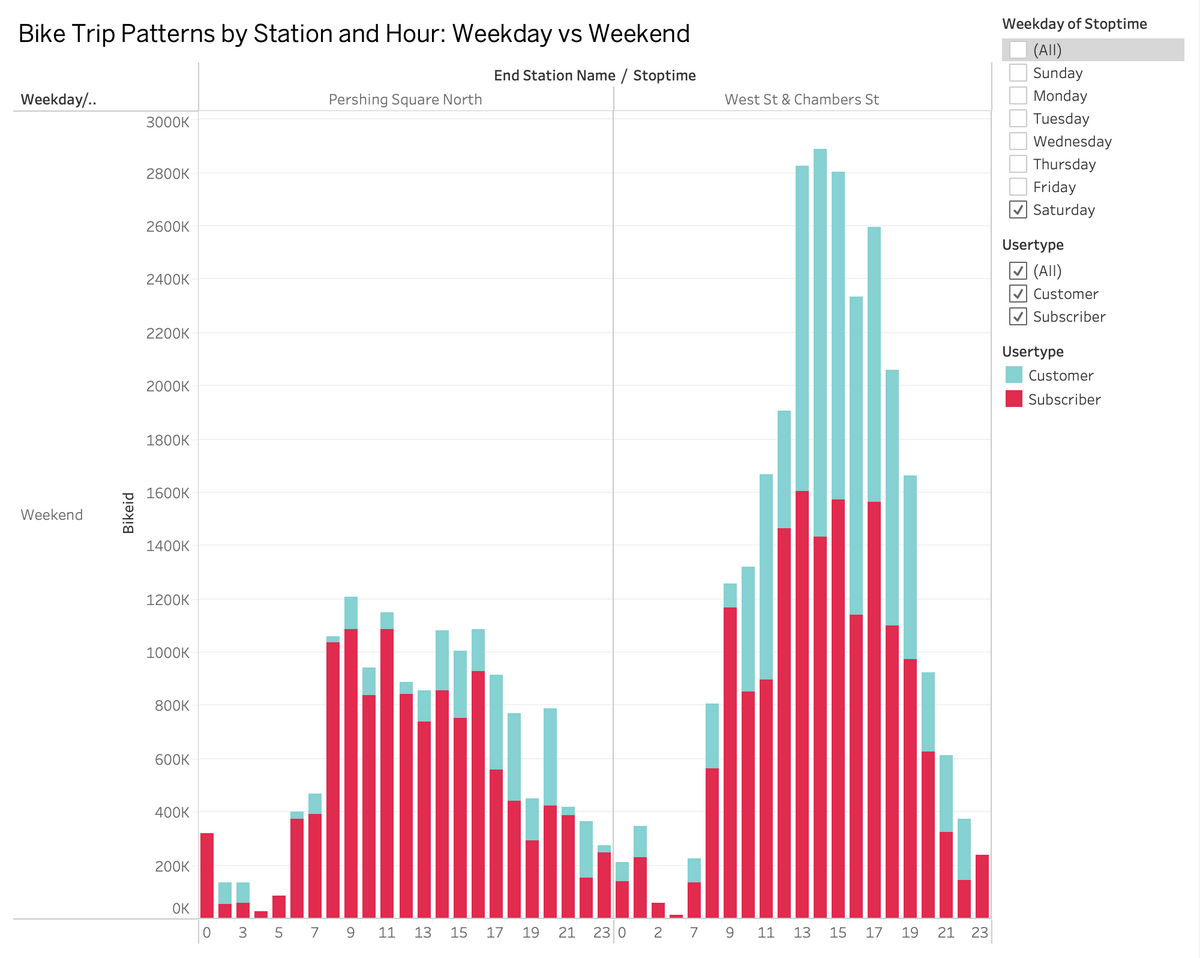 Bike Trip Patterns by Station and Hour: Weekday vs Weekend
End Station Name / Stoptime
Weekday/..
Pershing Square North
West St & Chambers St
3000K
2800K
2600K
2400K
2200K
2000K
1800K
1600K
1400K
1200K
1000K
800K
600K
400K
200K
0K
Weekend
Bikeid
0 3 5 7 9 11 13 15 17 19 21 23 0 2 7 9 11 13 15 17 19 21 23
Weekday of Stoptime
(All)
Sunday
Monday
Tuesday
Wednesday
Thursday
Friday
Saturday
Usertype
(All)
Customer
Subscriber
Usertype
Customer
Subscriber